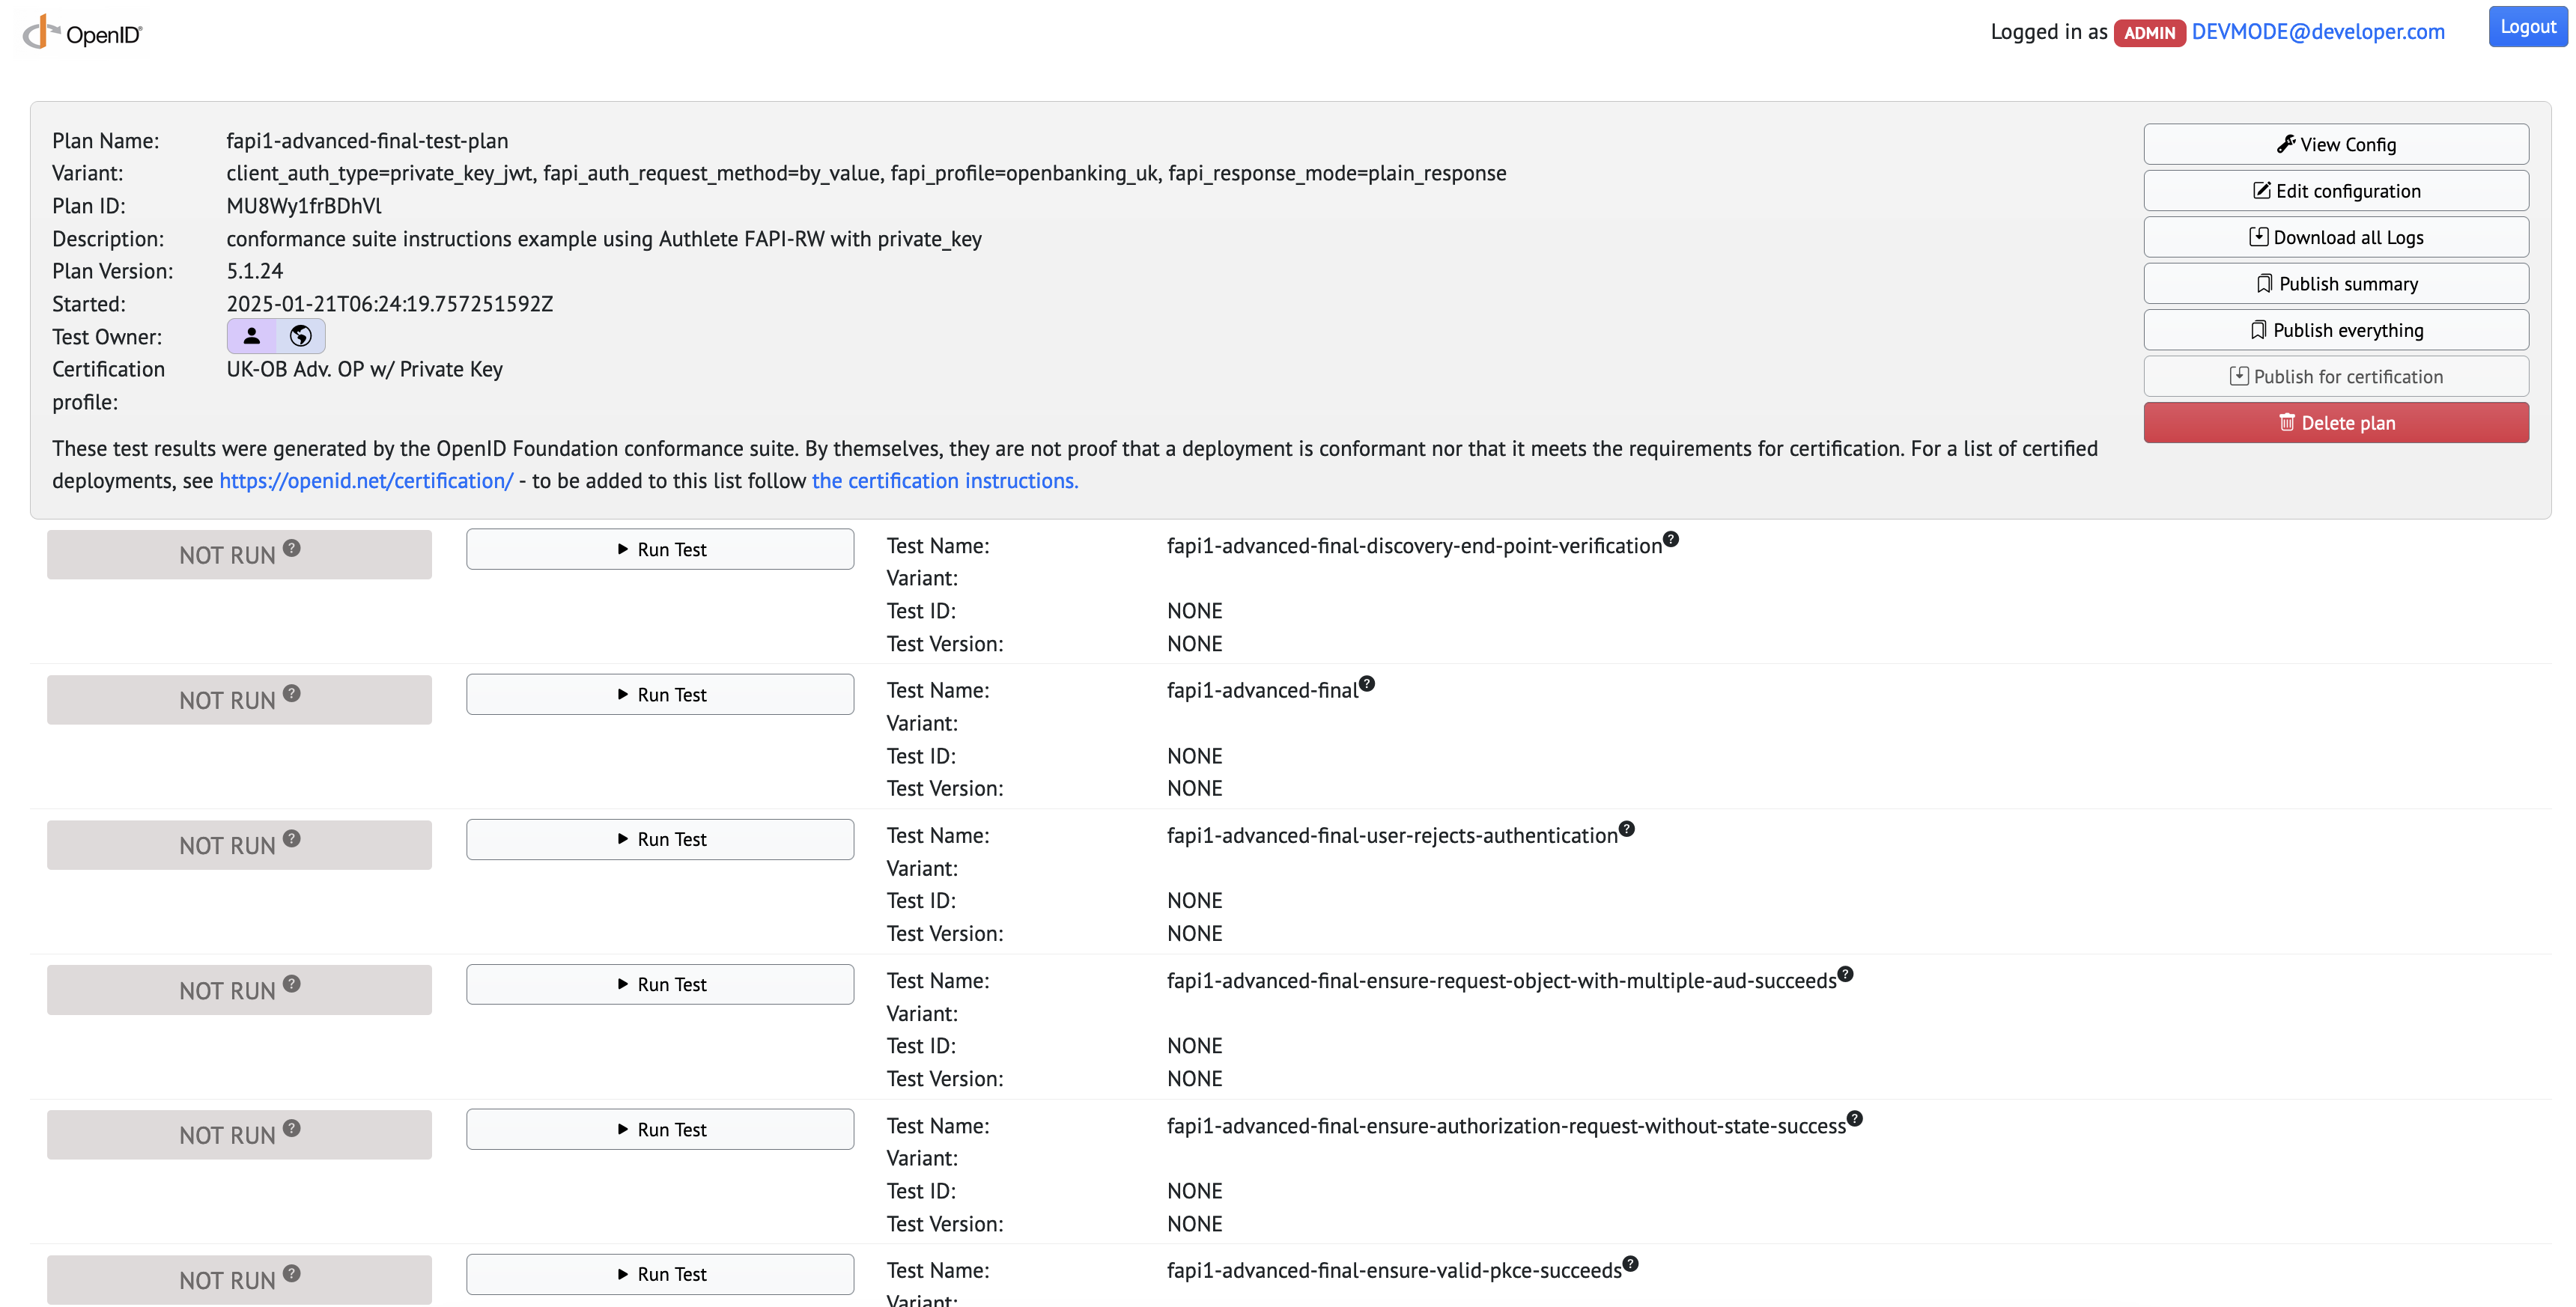 OpenID
Logged in as ADMIN DEVMODE@developer.com
Logout
Plan Name: fapi1-advanced-final-test-plan
Variant: client_auth_type=private_key_jwt, fapi_auth_request_method=by_value, fapi_profile=openbanking_uk, fapi_response_mode=plain_response
Plan ID: MU8Wy1frBDhVl
Description: conformance suite instructions example using Authlete FAPI-RW with private_key
Plan Version: 5.1.24
Started: 2025-01-21T06:24:19.757251592Z
Test Owner:
Certification profile: UK-OB Adv. OP w/ Private Key
These test results were generated by the OpenID Foundation conformance suite. By themselves, they are not proof that a deployment is conformant nor that it meets the requirements for certification. For a list of certified
deployments, see https://openid.net/certification/ - to be added to this list follow the certification instructions.
View Config
Edit configuration
Download all Logs
Publish summary
Publish everything
Publish for certification
Delete plan
NOT RUN ?
Run Test
Test Name: fapi1-advanced-final-discovery-end-point-verification?
Variant:
Test ID: NONE
Test Version: NONE
NOT RUN ?
Run Test
Test Name: fapi1-advanced-final?
Variant:
Test ID: NONE
Test Version: NONE
NOT RUN ?
Run Test
Test Name: fapi1-advanced-final-user-rejects-authentication?
Variant:
Test ID: NONE
Test Version: NONE
NOT RUN ?
Run Test
Test Name: fapi1-advanced-final-ensure-request-object-with-multiple-aud-succeeds?
Variant:
Test ID: NONE
Test Version: NONE
NOT RUN ?
Run Test
Test Name: fapi1-advanced-final-ensure-authorization-request-without-state-success?
Variant:
Test ID: NONE
Test Version: NONE
NOT RUN ?
Run Test
Test Name: fapi1-advanced-final-ensure-valid-pkce-succeeds?
Variant: